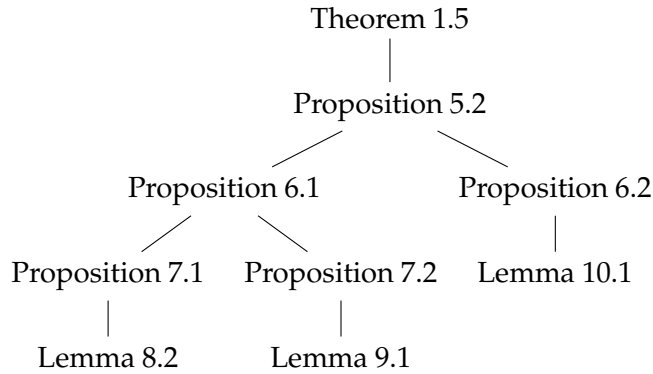 Theorem 1.5
Proposition 5.2
Proposition 6.1 Proposition 6.2
Proposition 7.1 Proposition 7.2 Lemma 10.1
Lemma 8.2 Lemma 9.1